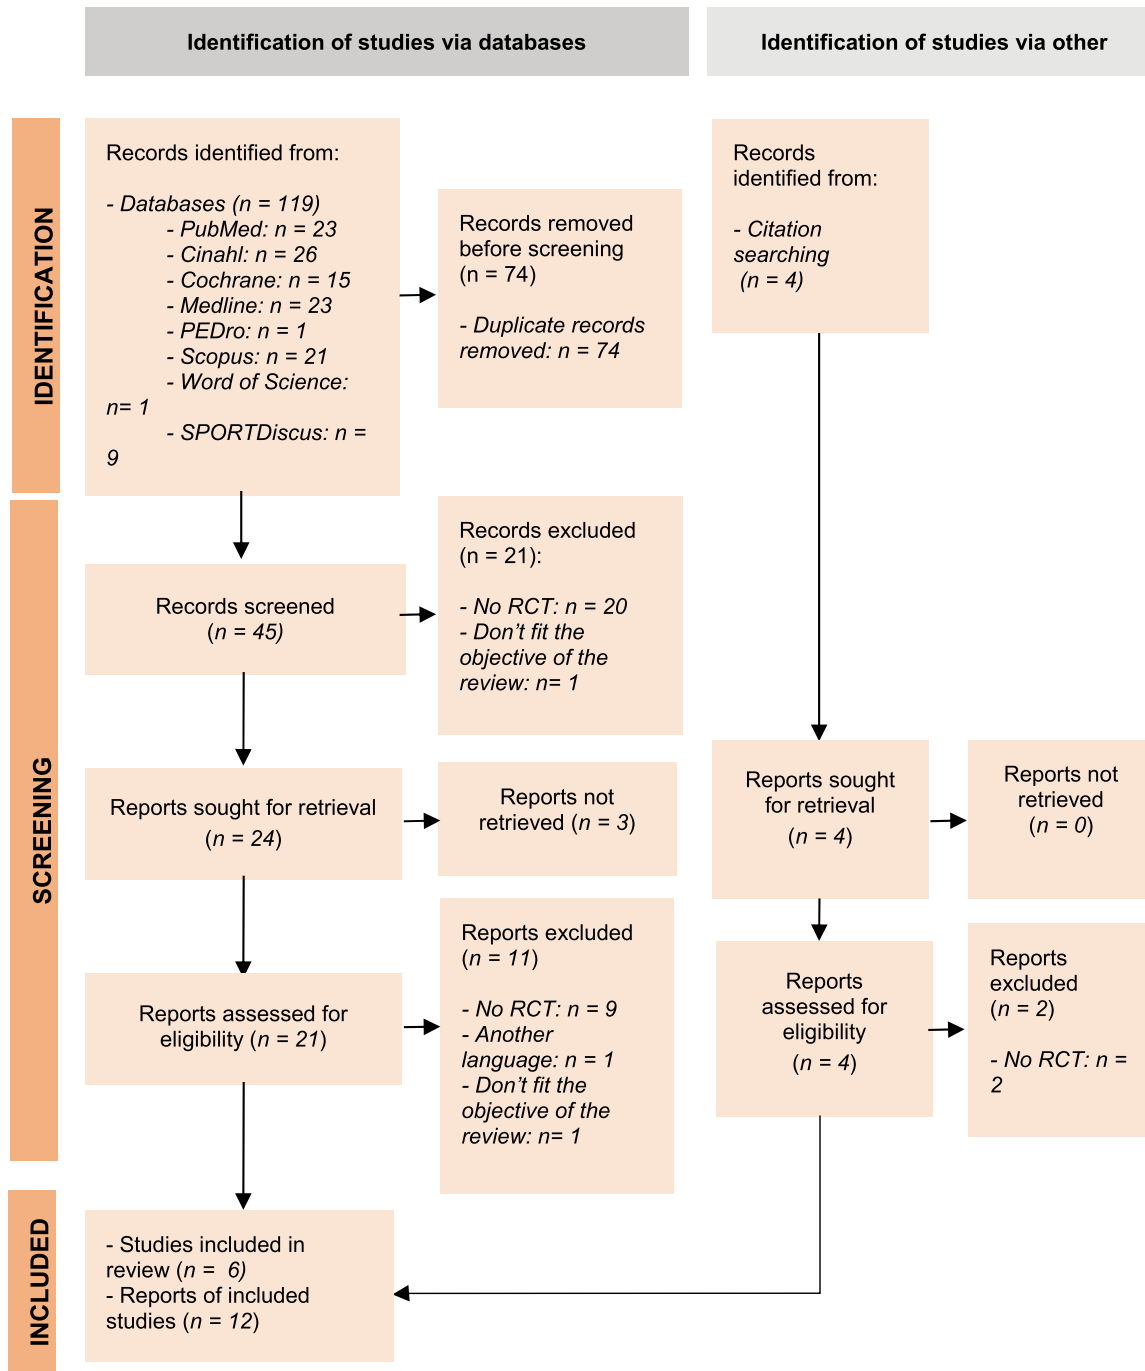 Identification of studies via databases
Identification of studies via other
IDENTIFICATION
Records identified from:
- Databases (n = 119)
- PubMed: n = 23
- Cinahl: n = 26
- Cochrane: n = 15
- Medline: n = 23
- PEDro: n = 1
- Scopus: n = 21
- Word of Science:
n= 1
- SPORTDiscus: n =
9
Records removed
before screening
(n = 74)
- Duplicate records
removed: n = 74
Records
identified from:
- Citation
searching
(n = 4)
SCREENING
Records screened
(n = 45)
Records excluded
(n = 21):
- No RCT: n = 20
- Don’t fit the
objective of the
review: n= 1
Reports sought for retrieval
(n = 24)
Reports not
retrieved (n = 3)
Reports sought
for retrieval
(n = 4)
Reports not
retrieved
(n = 0)
Reports assessed for
eligibility (n = 21)
Reports excluded
(n = 11)
- No RCT: n = 9
- Another
language: n = 1
- Don’t fit the
objective of the
review: n= 1
Reports
assessed for
eligibility
(n = 4)
Reports
excluded
(n = 2)
- No RCT: n =
2
INCLUDED
- Studies included in
review (n =  6)
- Reports of included
studies (n = 12)